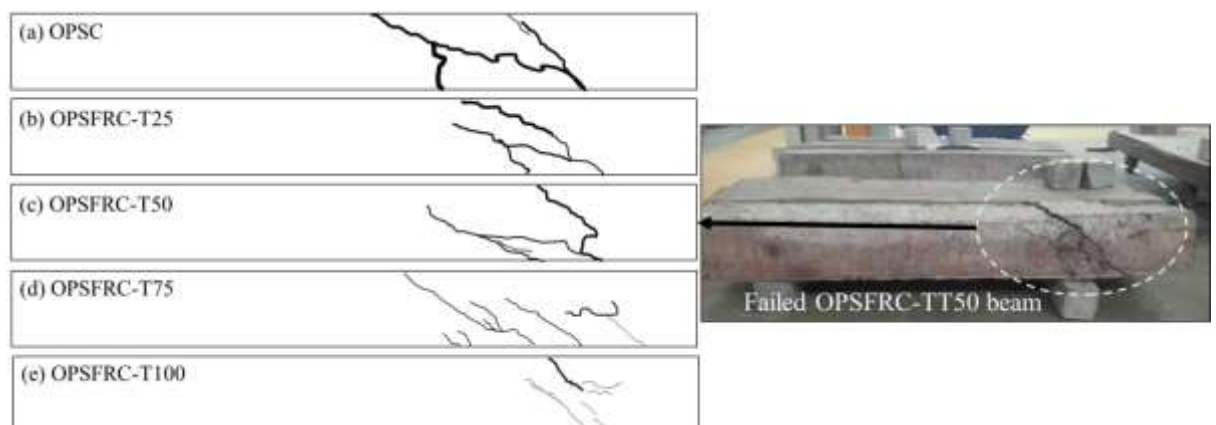 (a) OPSC
(b) OPSFRC-T25
(c) OPSFRC-T50
(d) OPSFRC-T75
(e) OPSFRC-T100
Failed OPSFRC-TT50 beam